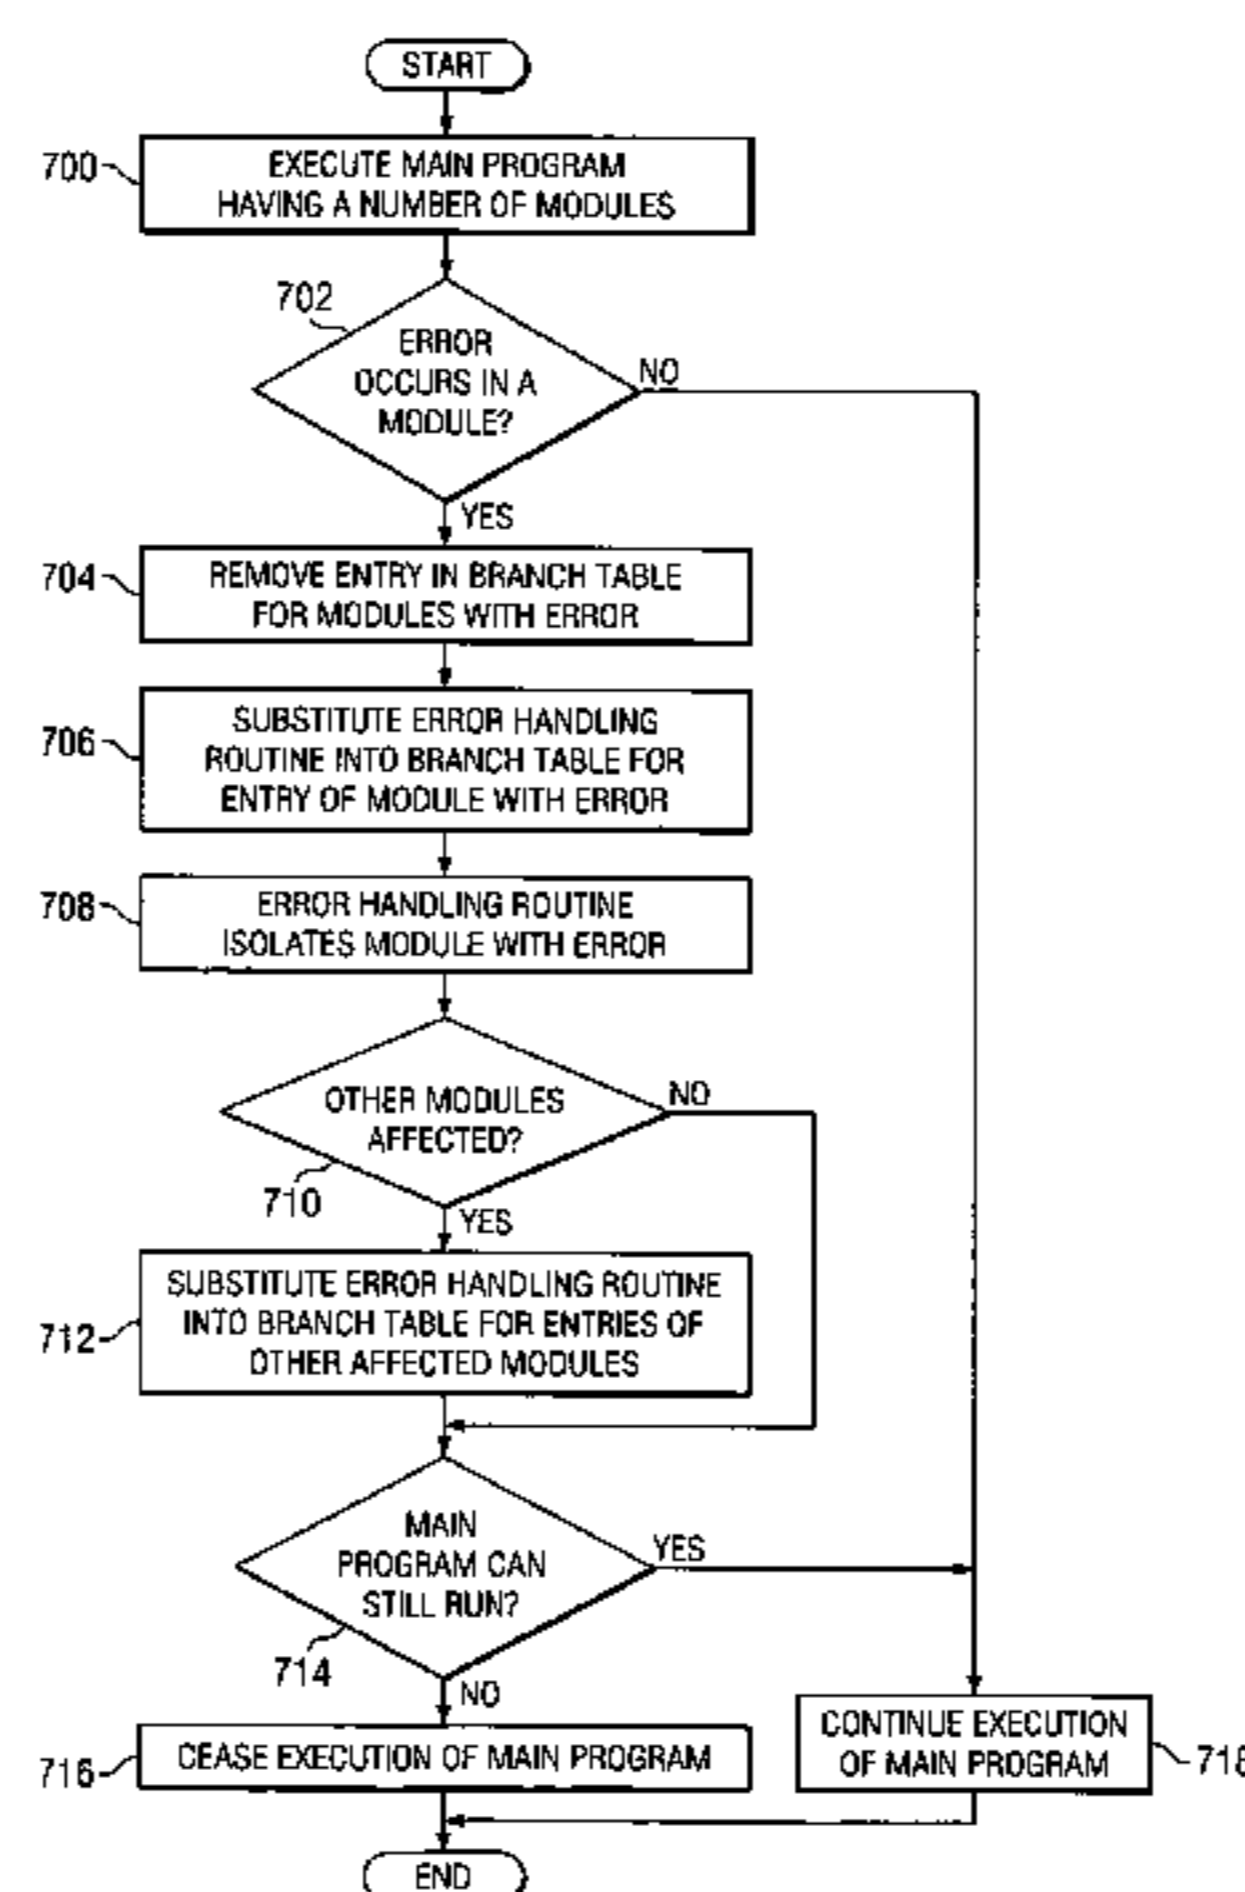 START
700
EXECUTE MAIN PROGRAM
HAVING A NUMBER OF MODULES
702
ERROR
OCCURS IN A
MODULE?
NO
YES
704
REMOVE ENTRY IN BRANCH TABLE
FOR MODULES WITH ERROR
706
SUBSTITUTE ERROR HANDLING
ROUTINE INTO BRANCH TABLE FOR
ENTRY OF MODULE WITH ERROR
708
ERROR HANDLING ROUTINE
ISOLATES MODULE WITH ERROR
OTHER MODULES
AFFECTED?
NO
710
YES
712
SUBSTITUTE ERROR HANDLING ROUTINE
INTO BRANCH TABLE FOR ENTRIES OF
OTHER AFFECTED MODULES
MAIN
PROGRAM CAN
STILL RUN?
YES
714
NO
716
CEASE EXECUTION OF MAIN PROGRAM
CONTINUE EXECUTION
OF MAIN PROGRAM
718
END